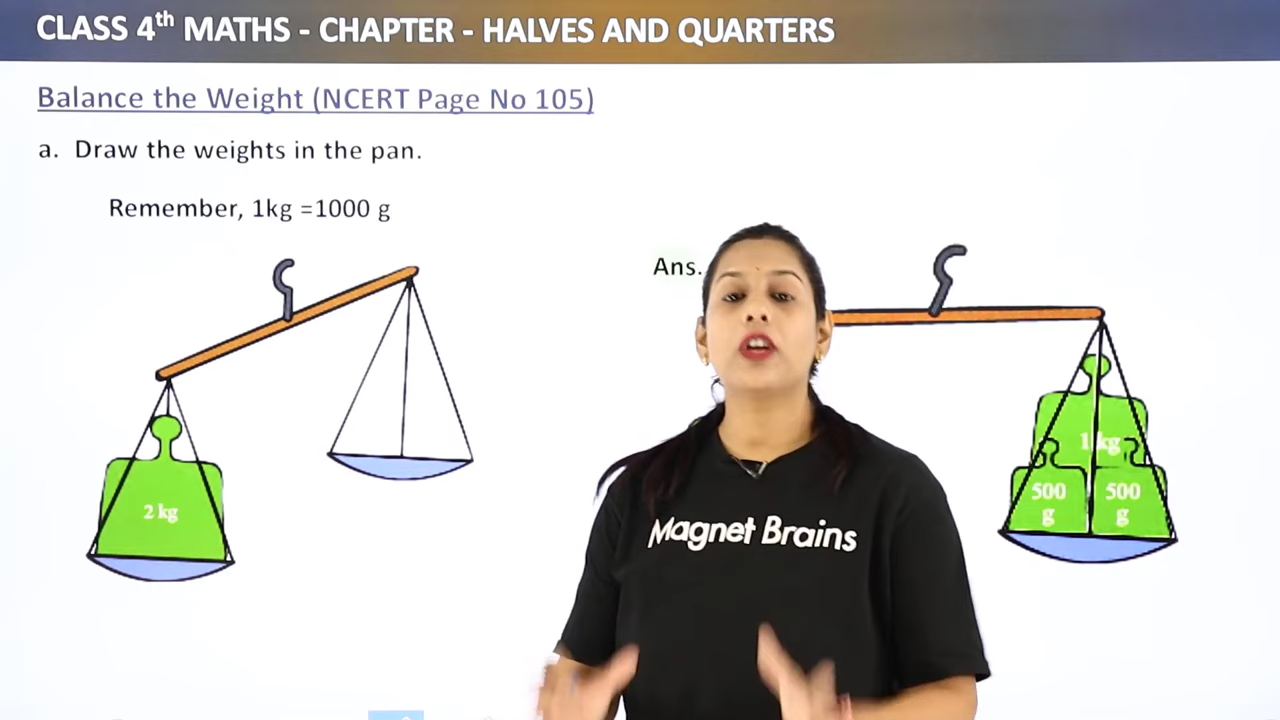 CLASS 4th MATHS - CHAPTER - HALVES AND QUARTERS
Balance the Weight (NCERT Page No 105)
a. Draw the weights in the pan.
Remember, 1kg =1000 g
Ans.
2 kg
1 kg
500
g
500
g
Magnet Brains